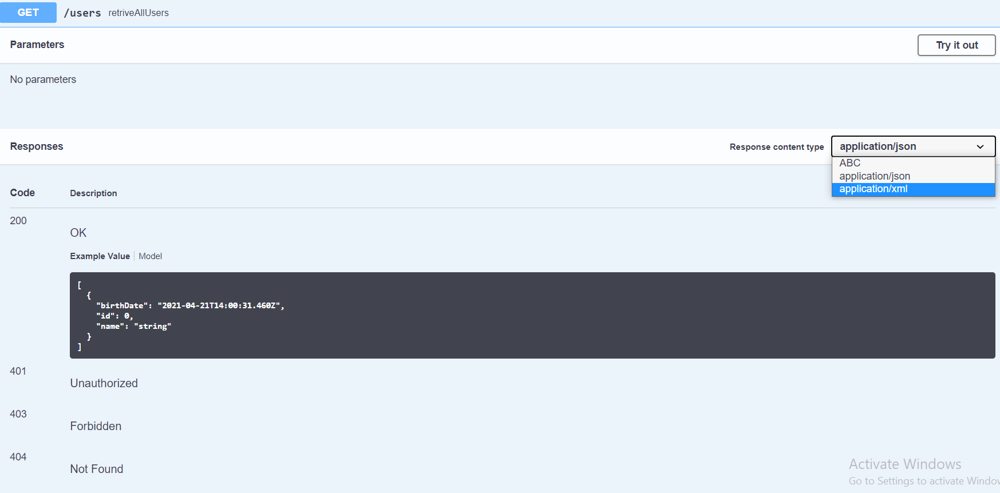 GET /users retriveAllUsers
Parameters
Try it out
No parameters
Responses
Response content type
application/json
ABC
application/json
application/xml
Code Description
200
OK
Example Value Model
[
  {
    "birthDate": "2021-04-21T14:00:31.460Z",
    "id": 0,
    "name": "string"
  }
]
401
Unauthorized
403
Forbidden
404
Not Found
Activate Windows
Go to Settings to activate Window